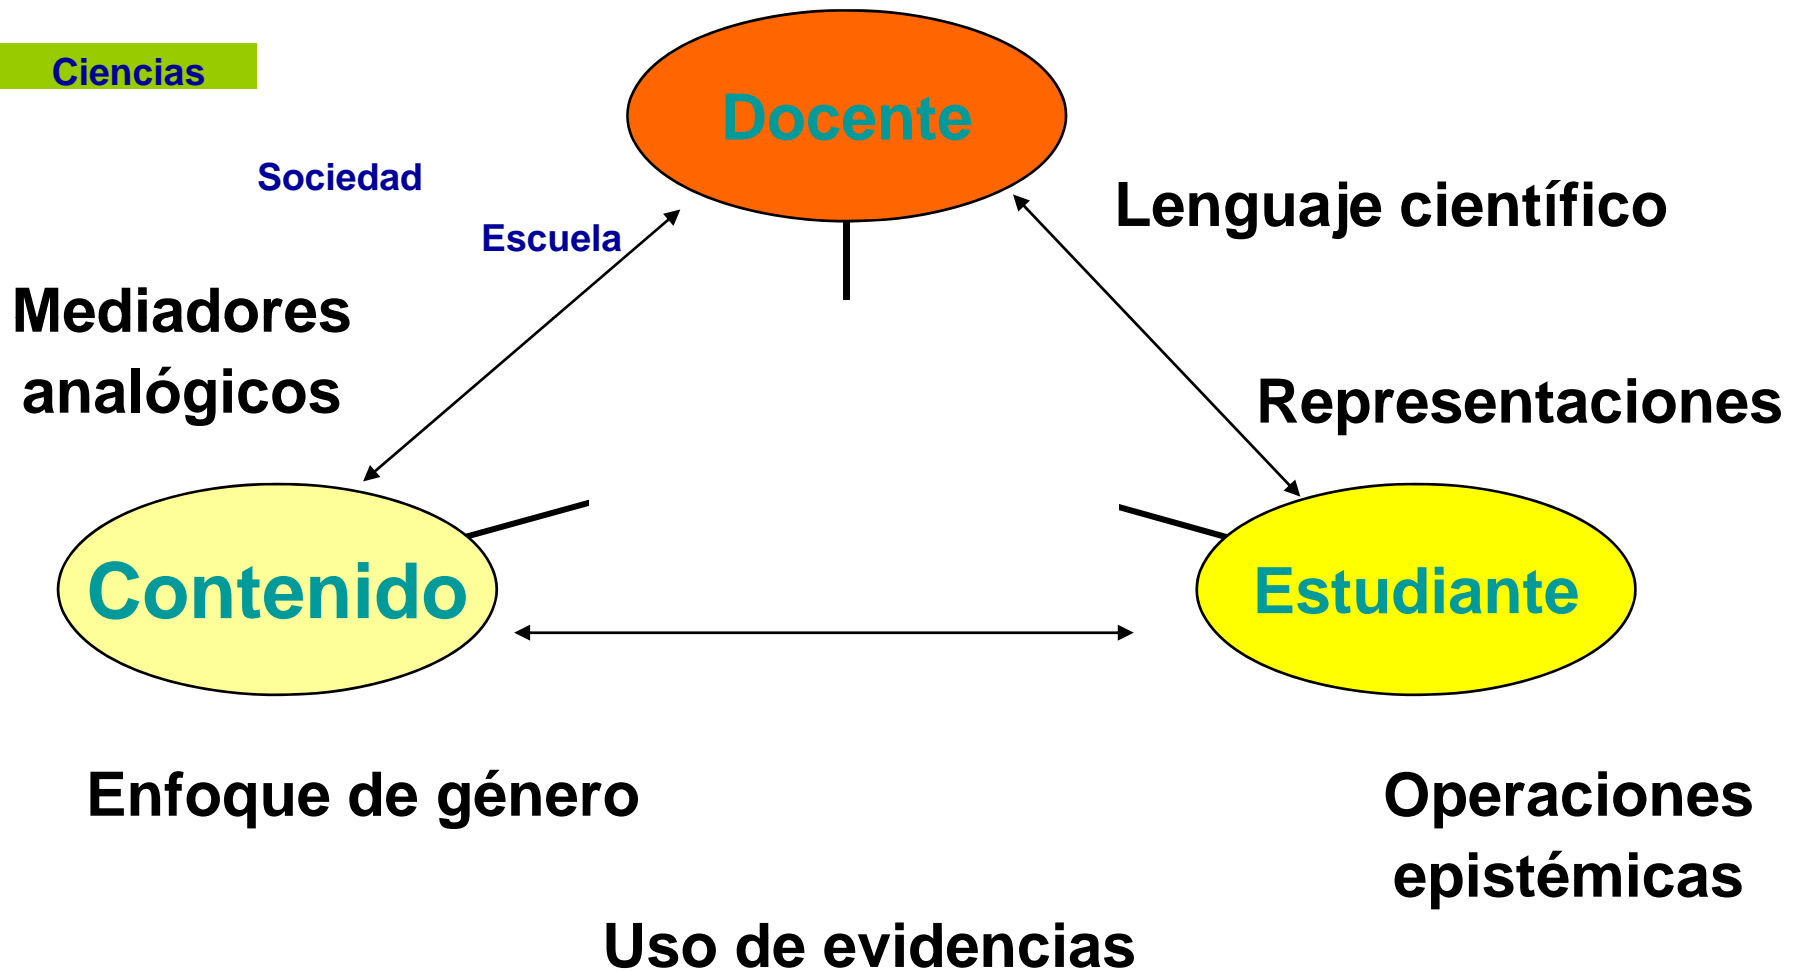 Ciencias
Docente
Sociedad
Lenguaje científico
Escuela
Mediadores
analógicos
Representaciones
Contenido
Estudiante
Enfoque de género
Operaciones
epistémicas
Uso de evidencias